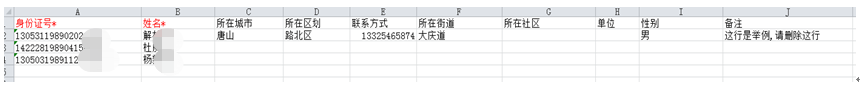 A B C D E F G H I J
1 身份证号* 姓名* 所在城市 所在区划 联系方式 所在街道 所在社区 单位 性别 备注
2 13053119890202 解 唐山 路北区 13325465874 大庆道 男 这行是举例,请删除这行
3 14222819890415 杜
4 1305031989112 杨